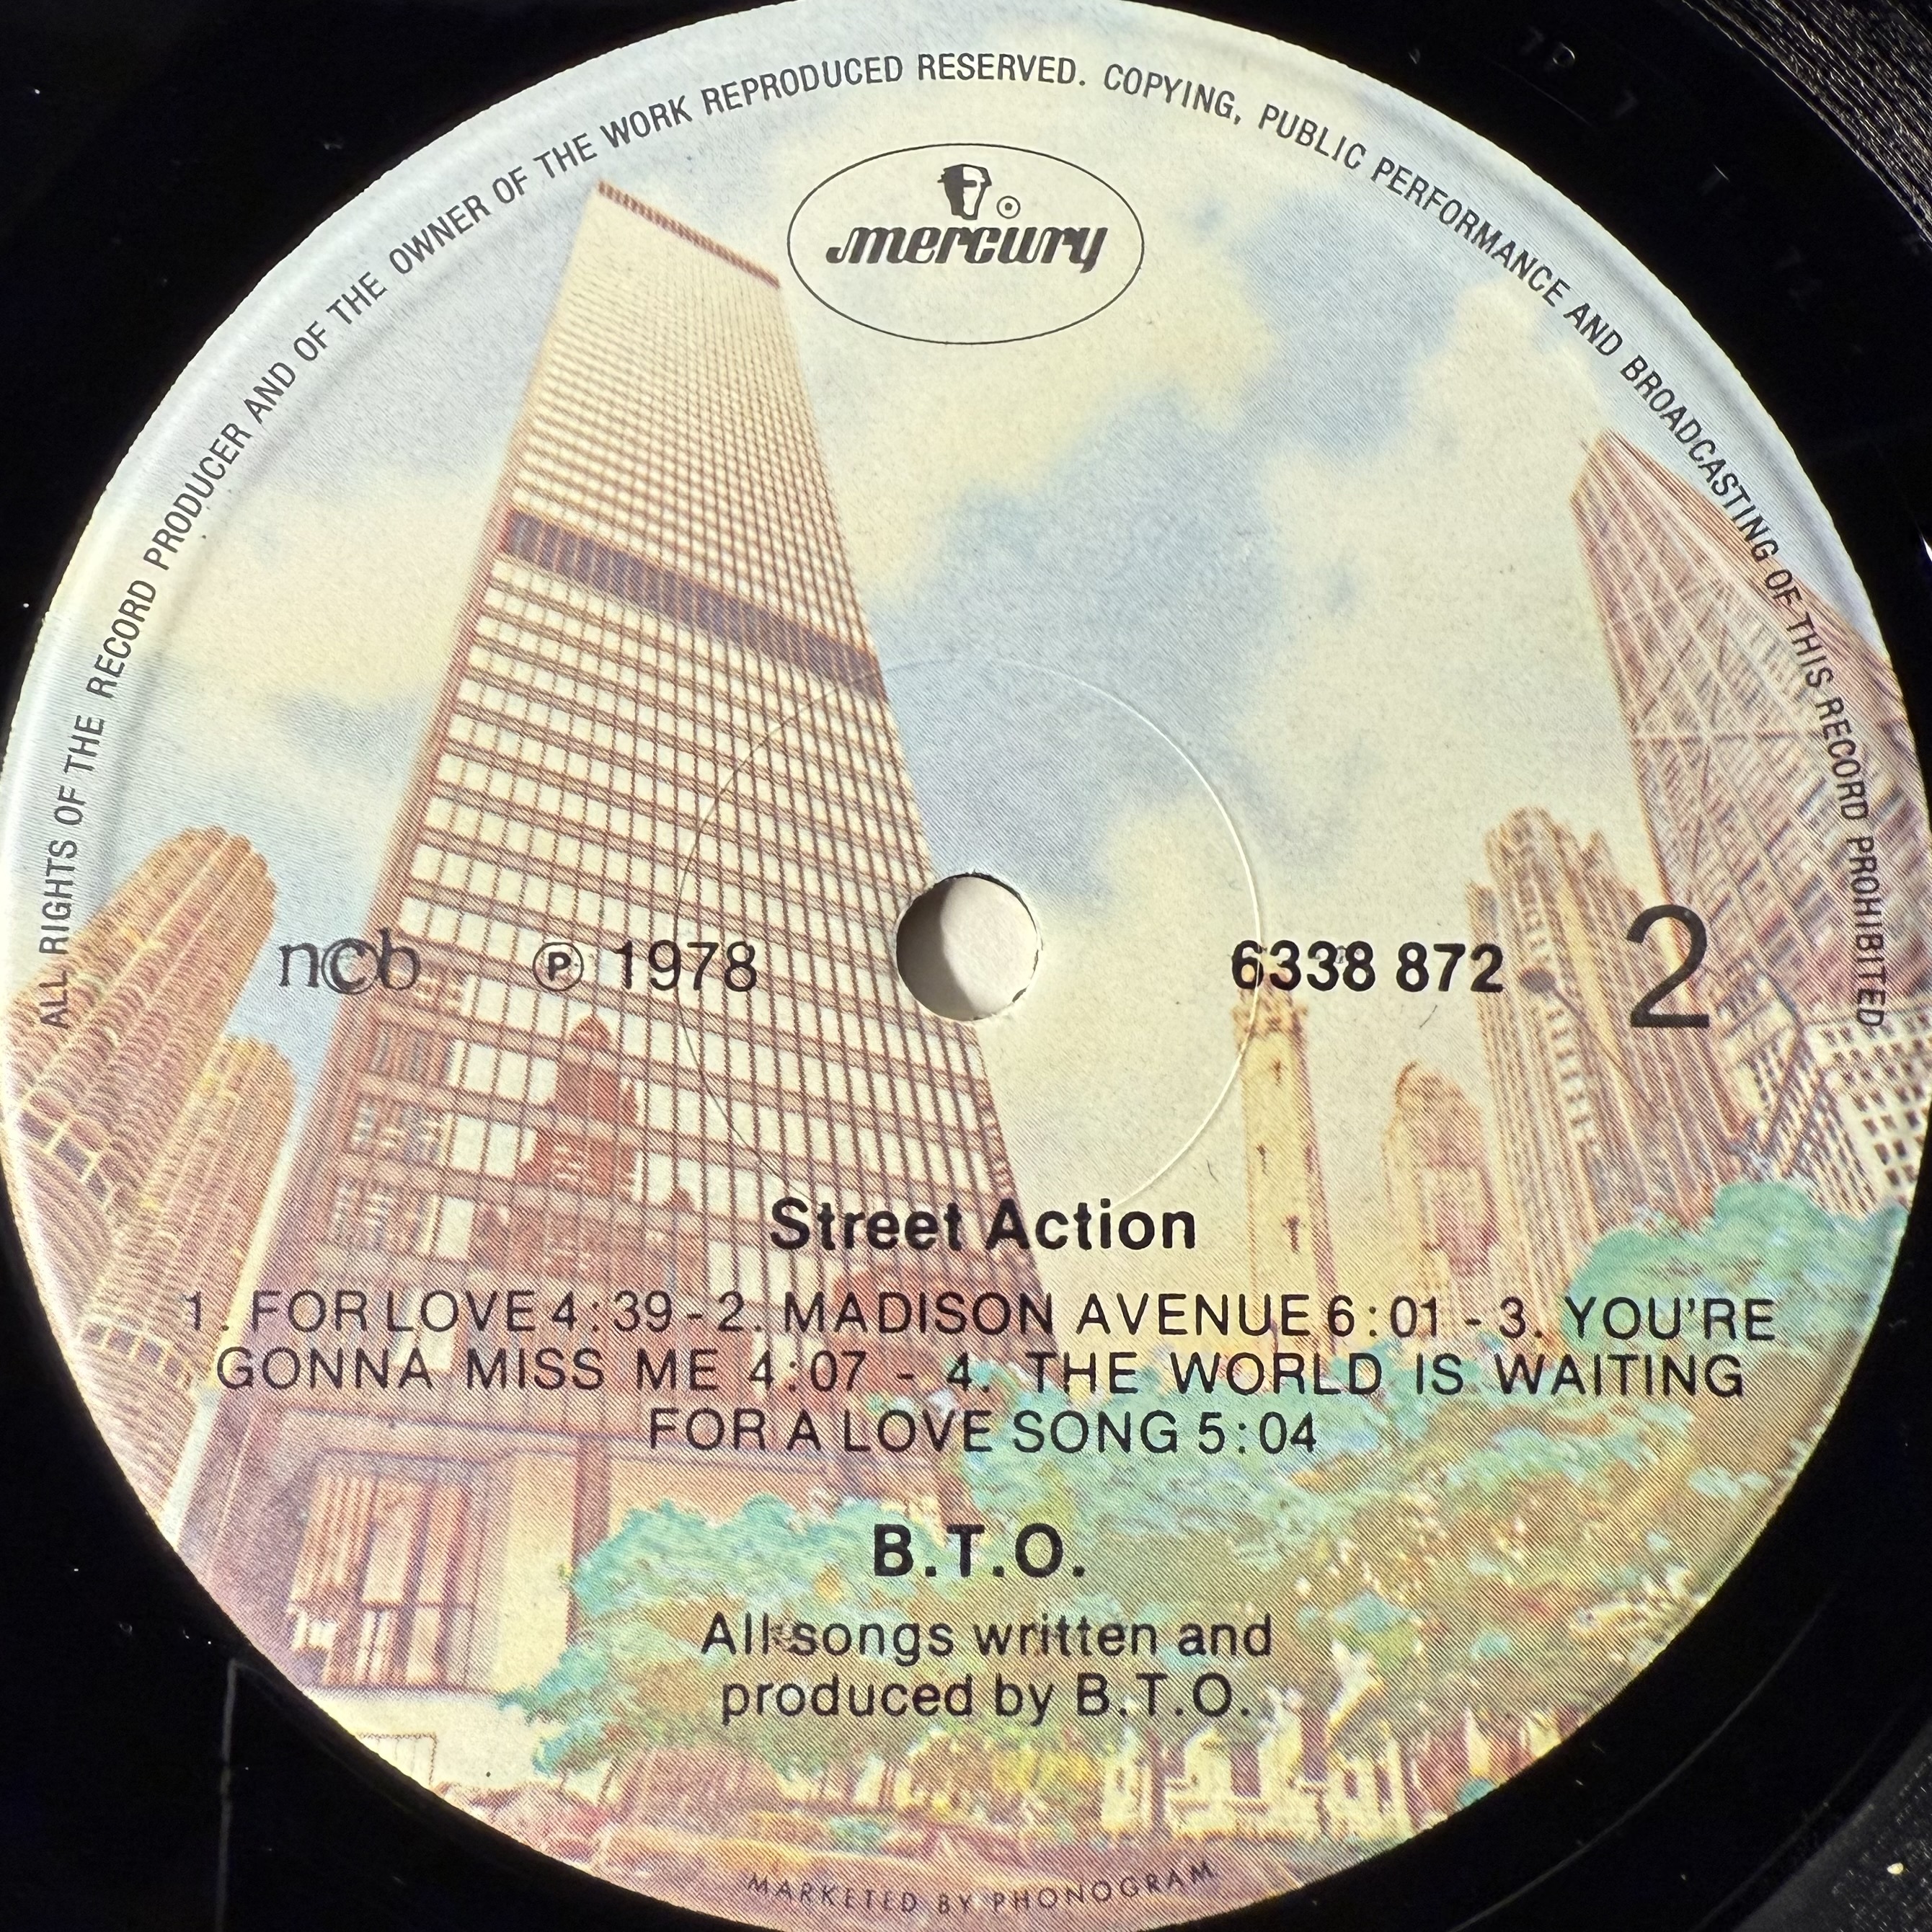 ALL RIGHTS OF THE RECORD PRODUCER AND OF THE OWNER OF THE WORK REPRODUCED RESERVED. COPYING, PUBLIC PERFORMANCE AND BROADCASTING OF THIS RECORD PROHIBITED
mercury
ncb ℗ 1978 6338 872 2
Street Action
1. FOR LOVE 4:39 - 2. MADISON AVENUE 6:01 - 3. YOU'RE
GONNA MISS ME 4:07 - 4. THE WORLD IS WAITING
FOR A LOVE SONG 5:04
B.T.O.
All songs written and
produced by B.T.O.
MARKETED BY PHONOGRAM